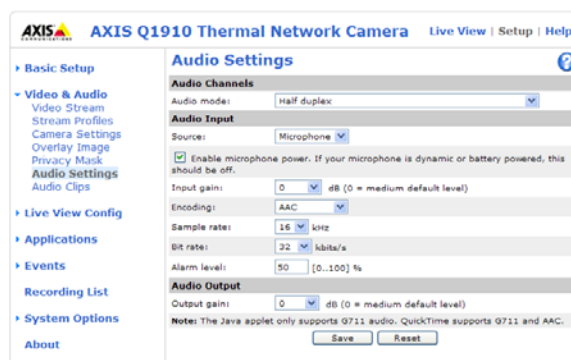 AXIS
COMMUNICATIONS
AXIS Q1910 Thermal Network Camera
Live View | Setup | Help
Basic Setup
Video & Audio
Video Stream
Stream Profiles
Camera Settings
Overlay Image
Privacy Mask
Audio Settings
Audio Clips
Live View Config
Applications
Events
Recording List
System Options
About
Audio Settings
?
Audio Channels
Audio mode: Half duplex
Audio Input
Source: Microphone
Enable microphone power. If your microphone is dynamic or battery powered, this
should be off.
Input gain: 0 dB (0 = medium default level)
Encoding: AAC
Sample rate: 16 kHz
Bit rate: 32 kbits/s
Alarm level: 50 [0..100] %
Audio Output
Output gain: 0 dB (0 = medium default level)
Note: The Java applet only supports G711 audio. QuickTime supports G711 and AAC.
Save Reset